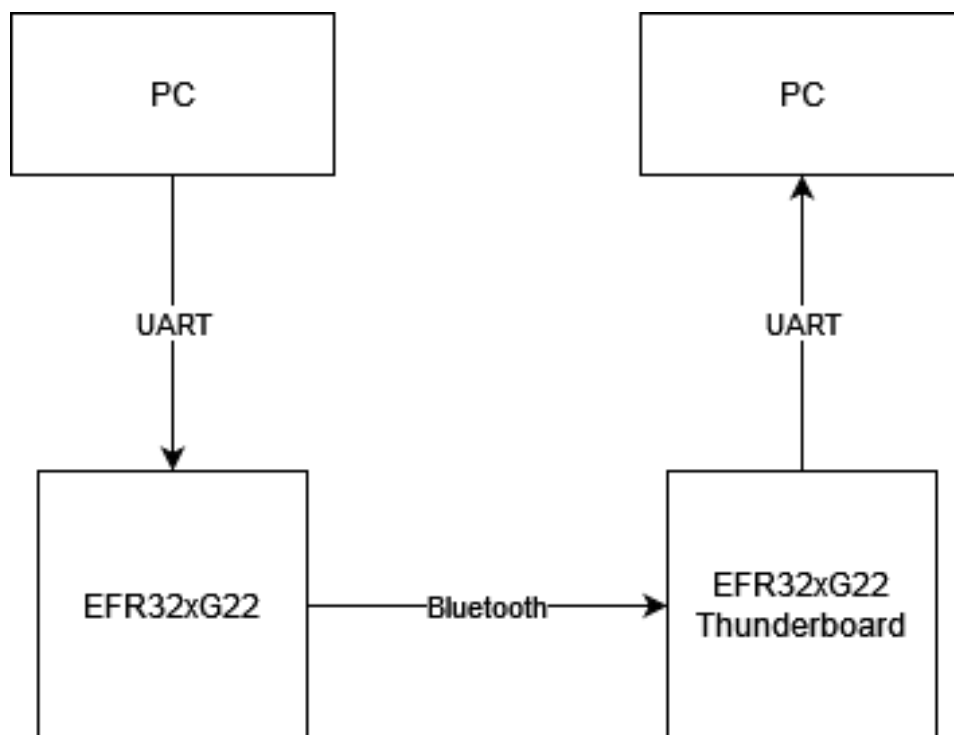 PC
PC
UART
UART
EFR32xG22
Bluetooth
EFR32xG22
Thunderboard